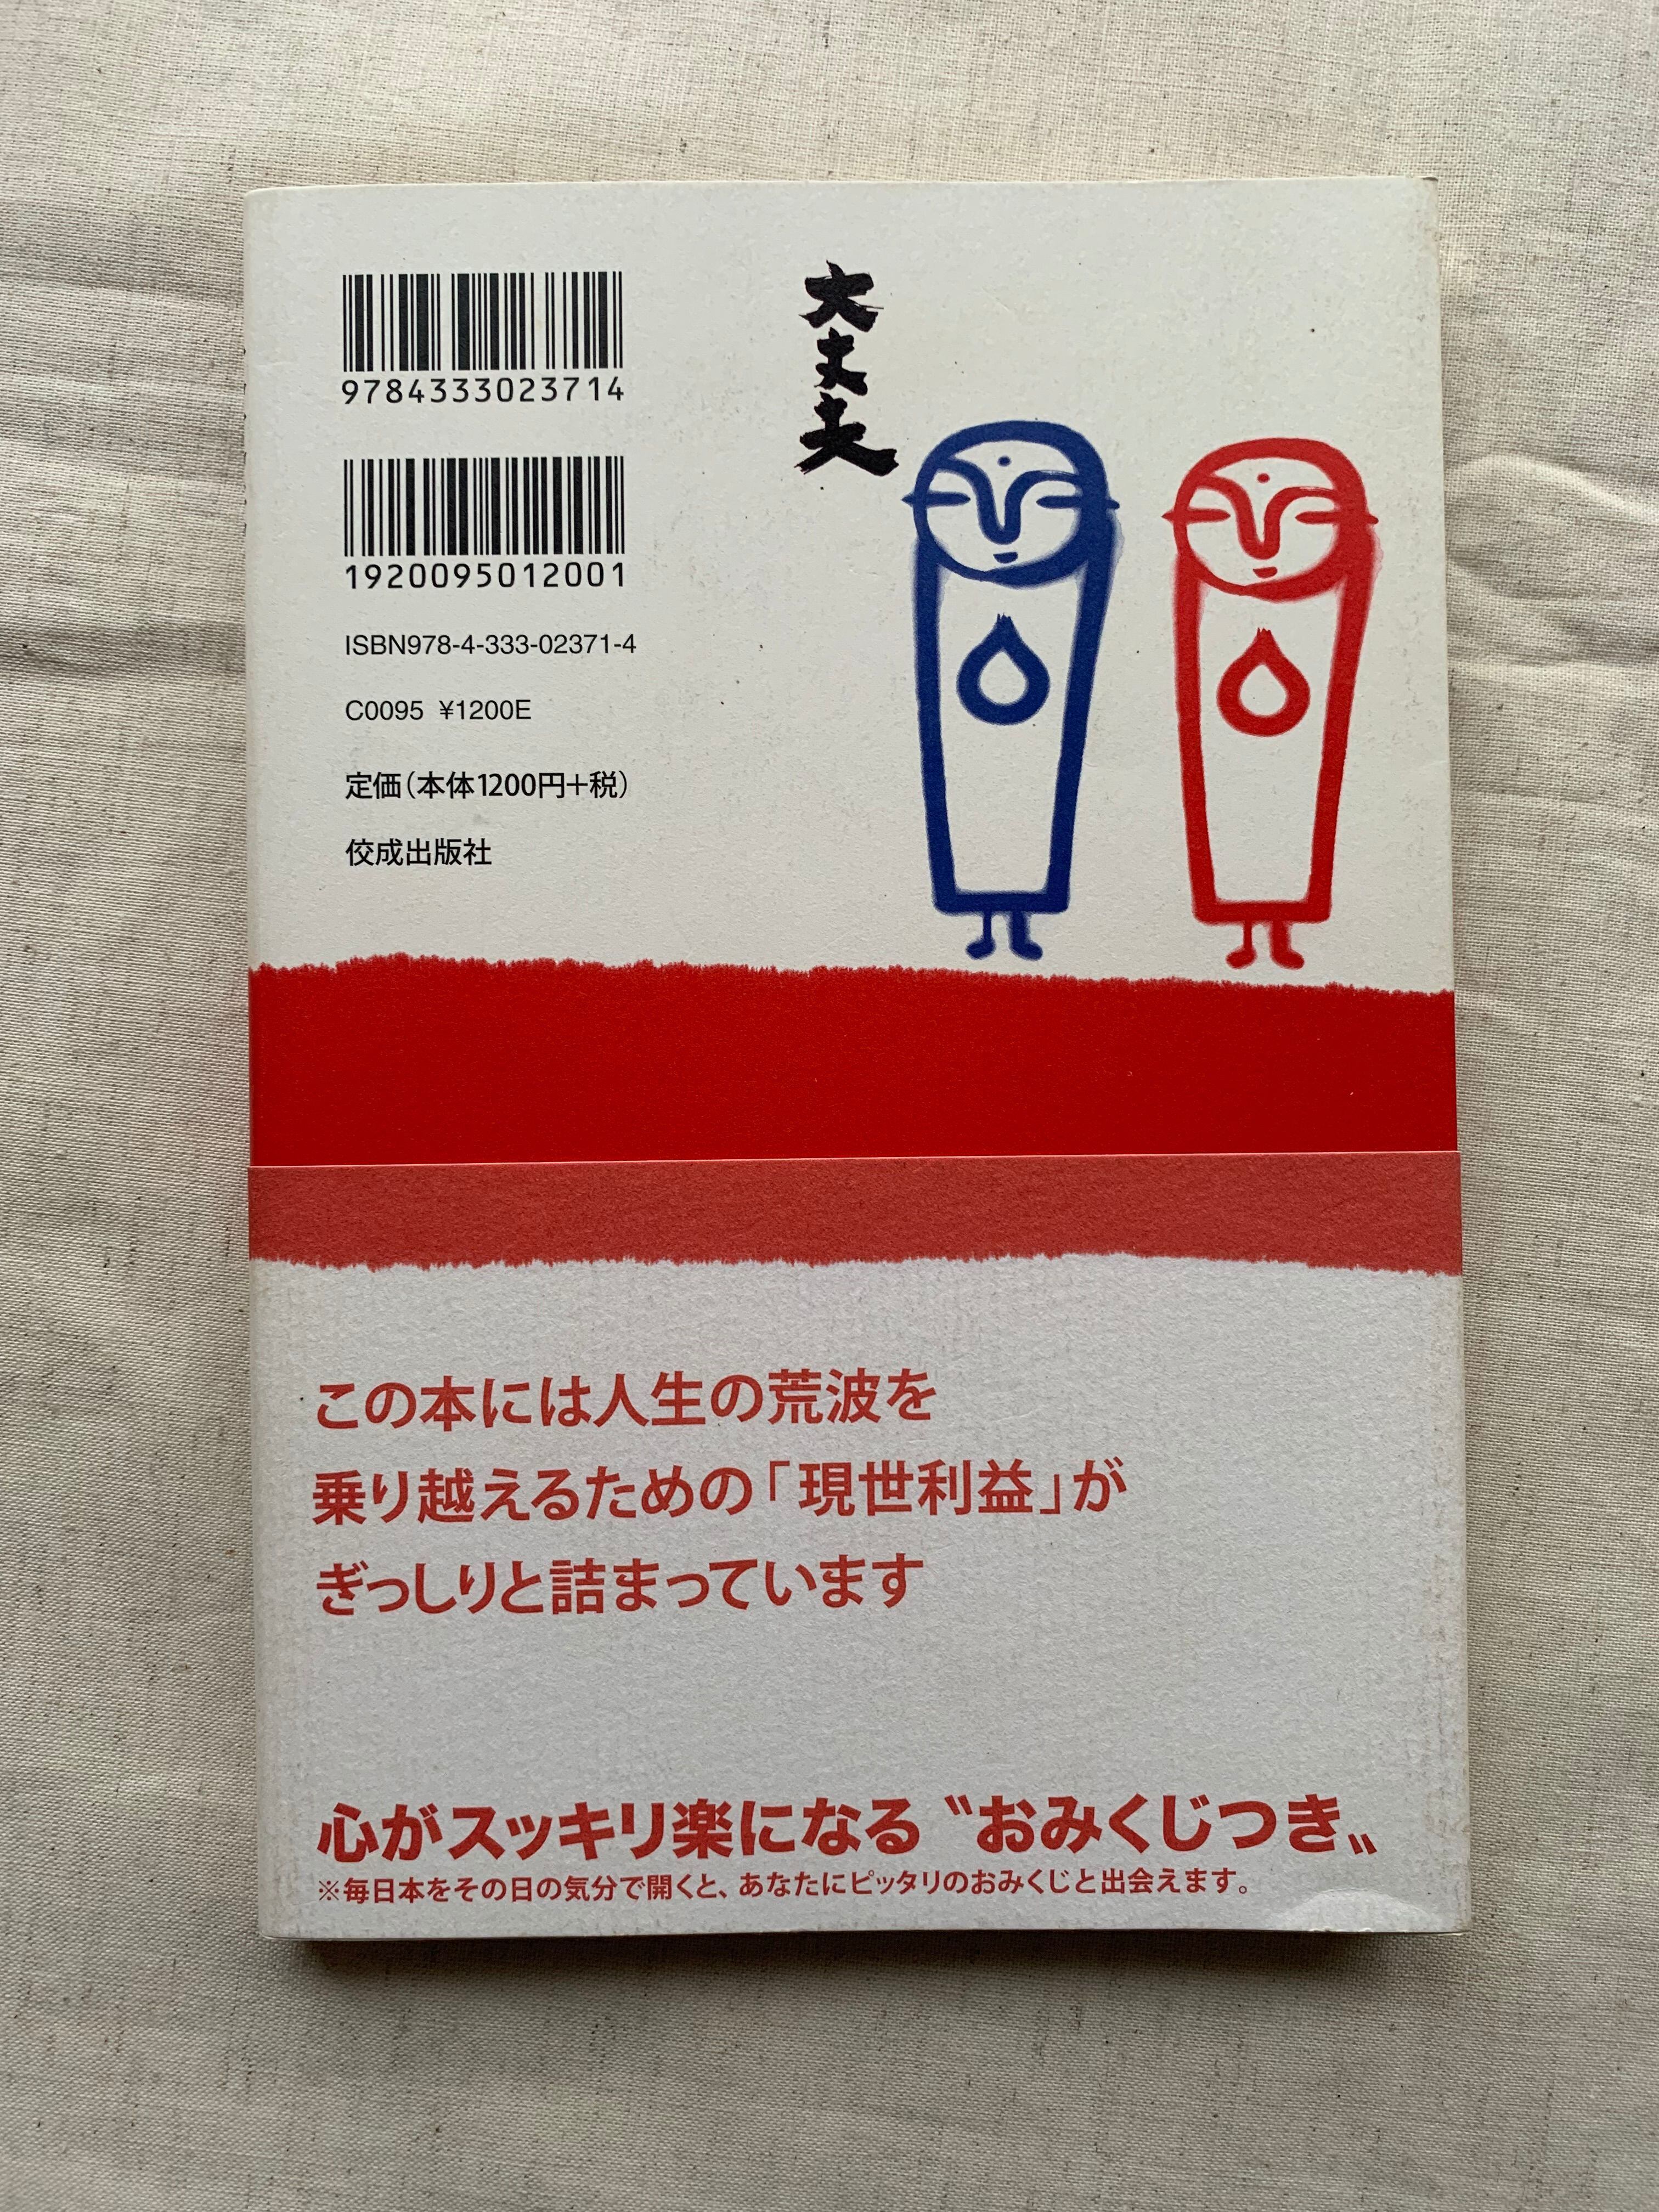 9784333023714
1920095012001
ISBN978-4-333-02371-4
C0095 ¥1200E
定価(本体1200円+税)
佼成出版社
大丈夫
この本には人生の荒波を
乗り越えるための「現世利益」が
ぎっしりと詰まっています
心がスッキリ楽になる〝おみくじつき〟
※毎日本をその日の気分で開くと、あなたにピッタリのおみくじと出会えます。